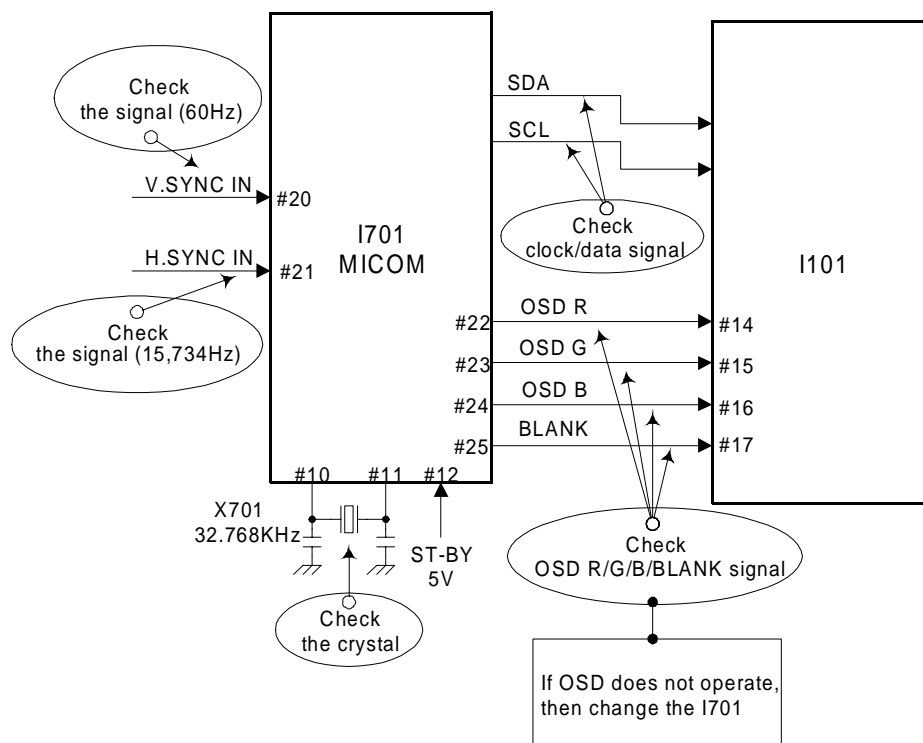 Check
the signal (60Hz)
V.SYNC IN
#20
H.SYNC IN
#21
Check
the signal (15,734Hz)
I701
MICOM
SDA
SCL
Check
clock/data signal
I101
#22
OSD R
#14
#23
OSD G
#15
#24
OSD B
#16
#25
BLANK
#17
#10
#11
#12
X701
32.768KHz
ST-BY
5V
Check
the crystal
Check
OSD R/G/B/BLANK signal
If OSD does not operate,
then change the I701